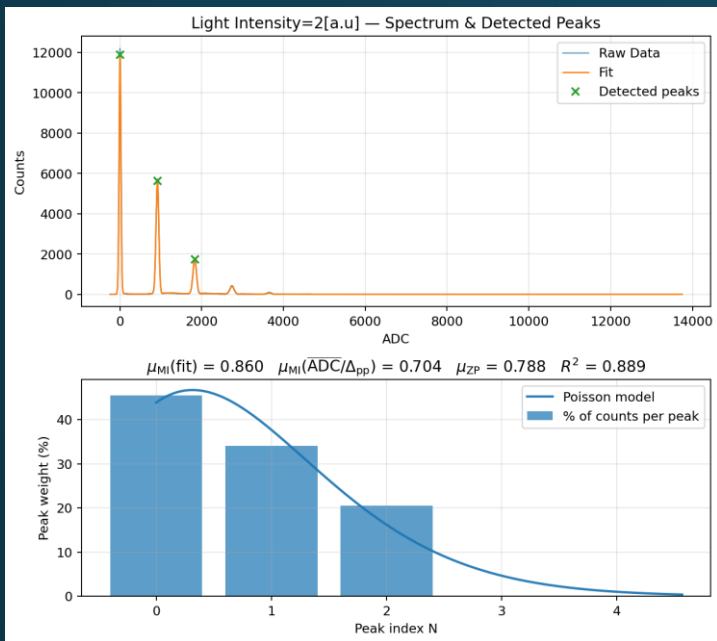 Light Intensity=2[a.u] — Spectrum & Detected Peaks
12000
10000
8000
6000
4000
2000
0
Counts
Raw Data
Fit
Detected peaks
0 2000 4000 6000 8000 10000 12000 14000
ADC
μMI(fit) = 0.860 μMI(ADC/Δpp) = 0.704 μZP = 0.788 R² = 0.889
40
30
20
10
0
Peak weight (%)
Poisson model
% of counts per peak
0 1 2 3 4
Peak index N